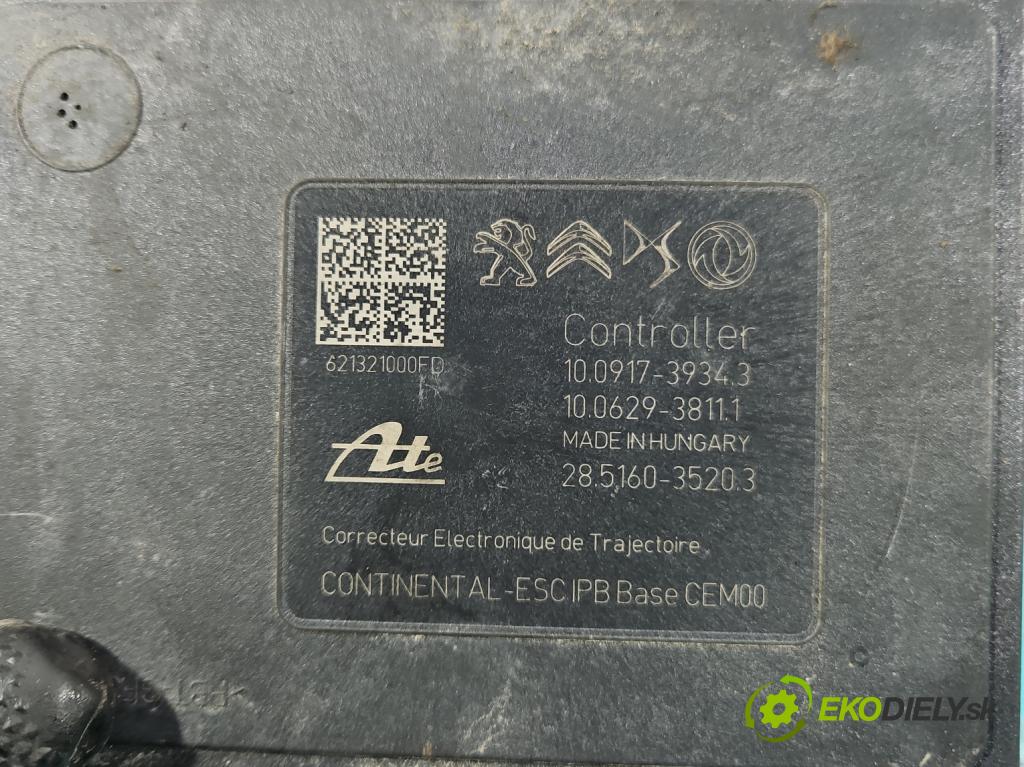 621321000FD
Controller
10.0917-3934.3
10.0629-3811.1
MADE IN HUNGARY
28.5160-3520.3
Ate
Correcteur Electronique de Trajectoire
CONTINENTAL-ESC IPB Base CEM00
EKODIELY.sk